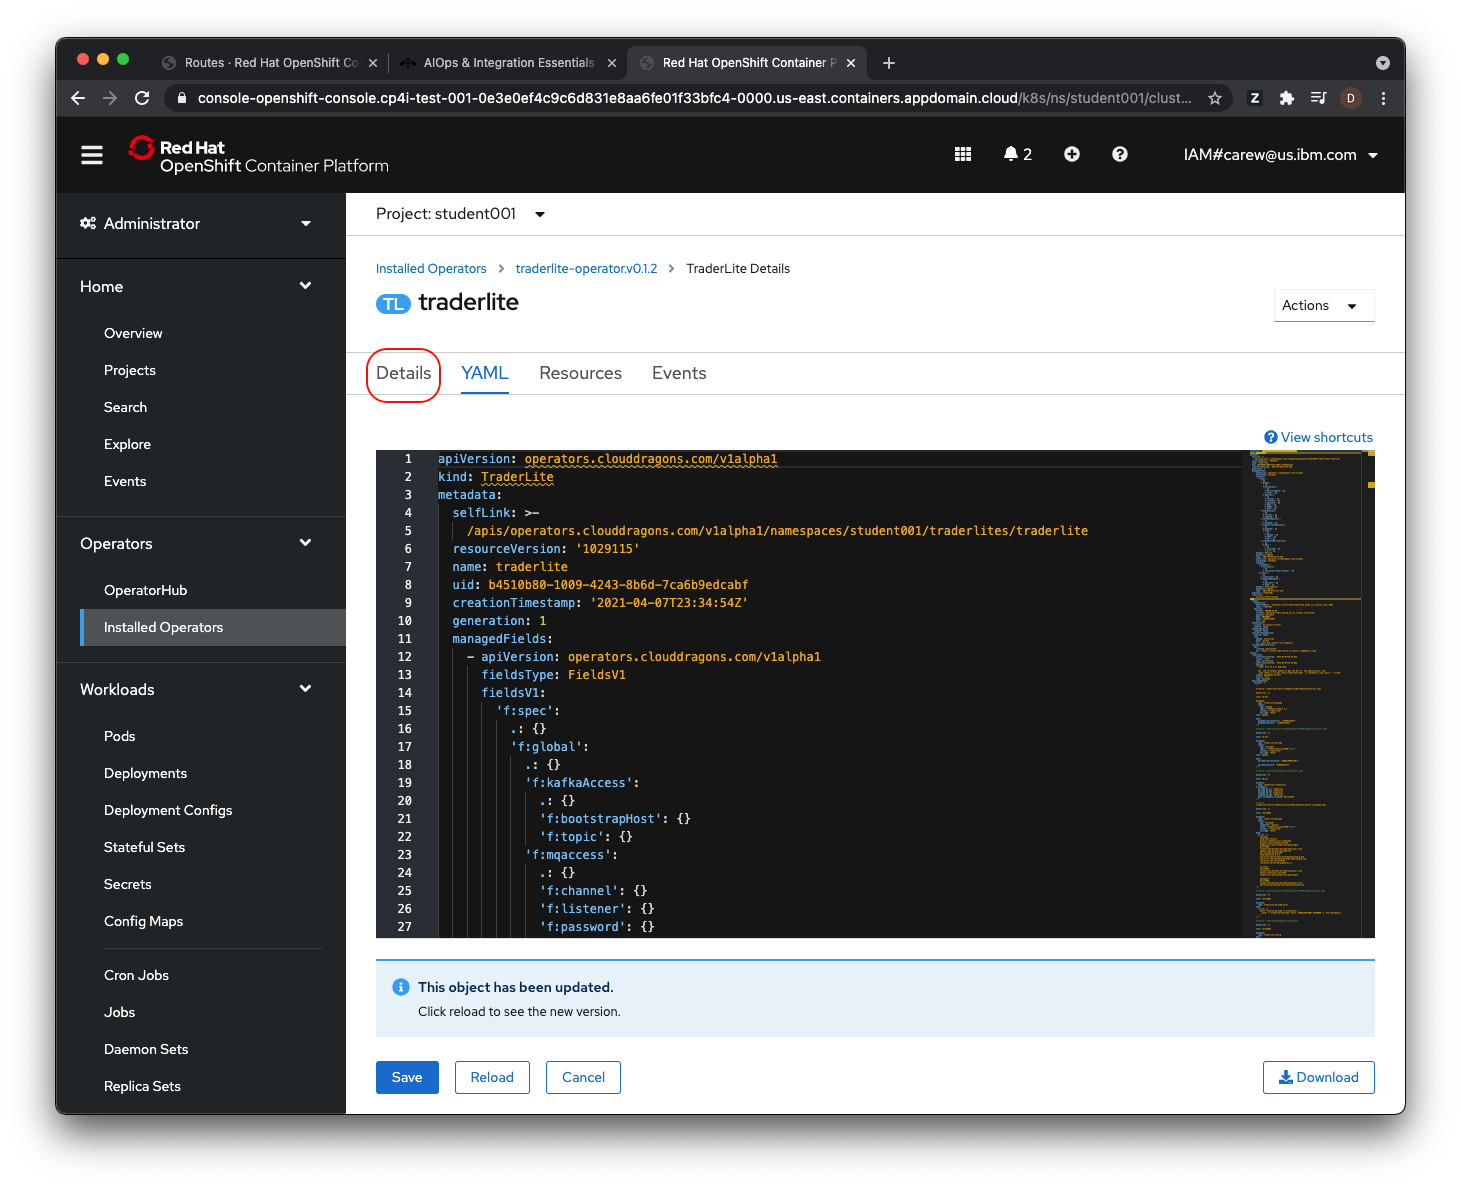 Routes · Red Hat OpenShift Co
AIOps & Integration Essentials
Red Hat OpenShift Container P
console-openshift-console.cp4i-test-001-0e3e0ef4c9c6d831e8aa6fe01f33bfc4-0000.us-east.containers.appdomain.cloud/k8s/ns/student001/clust...
Z
D
Red Hat
OpenShift Container Platform
2
IAM#carew@us.ibm.com
Administrator
Home
Overview
Projects
Search
Explore
Events
Operators
OperatorHub
Installed Operators
Workloads
Pods
Deployments
Deployment Configs
Stateful Sets
Secrets
Config Maps
Cron Jobs
Jobs
Daemon Sets
Replica Sets
Project: student001
Installed Operators > traderlite-operator.v0.1.2 > TraderLite Details
TL traderlite
Actions
Details YAML Resources Events
View shortcuts
1 apiVersion: operators.clouddragons.com/v1alpha1
2 kind: TraderLite
3 metadata:
4 selfLink: >-
5 /apis/operators.clouddragons.com/v1alpha1/namespaces/student001/traderlites/traderlite
6 resourceVersion: '1029115'
7 name: traderlite
8 uid: b4510b80-1009-4243-8b6d-7ca6b9edcabf
9 creationTimestamp: '2021-04-07T23:34:54Z'
10 generation: 1
11 managedFields:
12 - apiVersion: operators.clouddragons.com/v1alpha1
13 fieldsType: FieldsV1
14 fieldsV1:
15 'f:spec':
16 .: {}
17 'f:global':
18 .: {}
19 'f:kafkaAccess':
20 .: {}
21 'f:bootstrapHost': {}
22 'f:topic': {}
23 'f:mqaccess':
24 .: {}
25 'f:channel': {}
26 'f:listener': {}
27 'f:password': {}
This object has been updated.
Click reload to see the new version.
Save
Reload
Cancel
Download